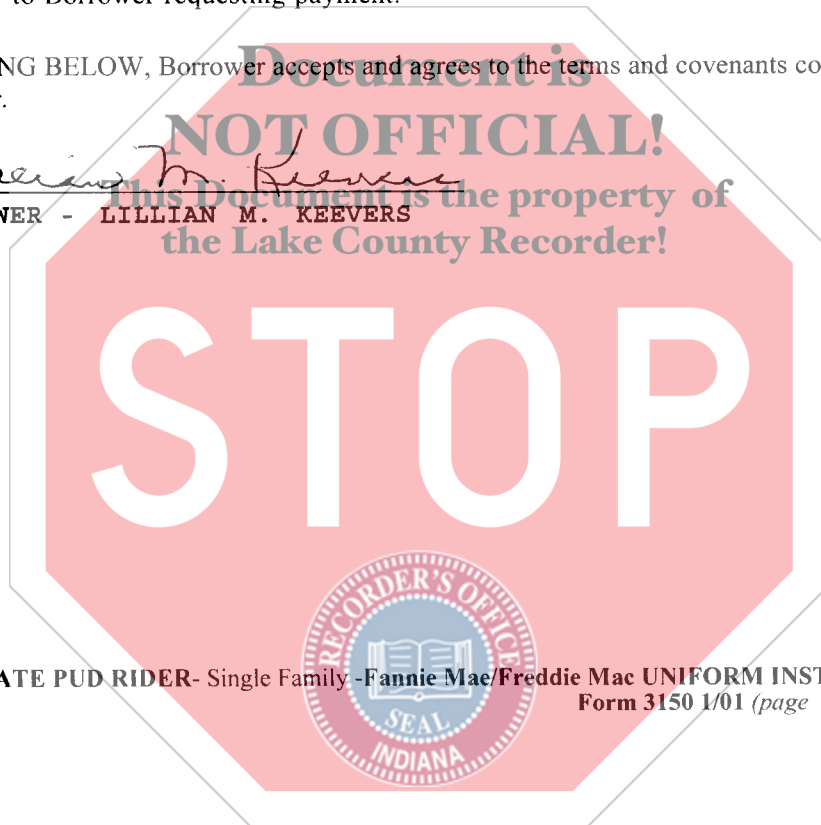 to Borrower requesting payment.
NG BELOW, Borrower accepts and agrees to the terms and covenants co
Document is
NOT OFFICIAL!
M. Keevers
This Document is the property of
WER - LILLIAN M. KEEVERS
the Lake County Recorder!
STOP
RECORDER'S OFFICE
SEAL
INDIANA
ATE PUD RIDER- Single Family -Fannie Mae/Freddie Mac UNIFORM INST
Form 3150 1/01 (page